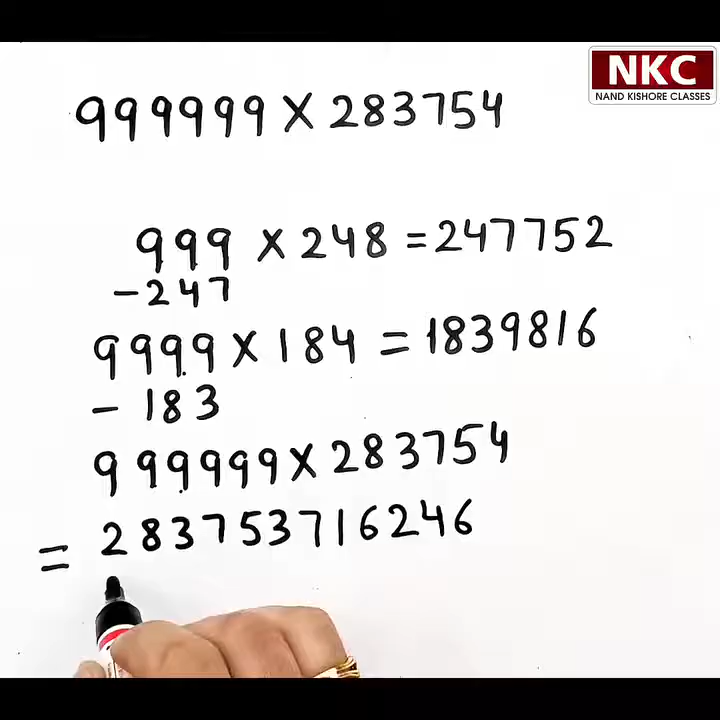 NKC
NAND KISHORE CLASSES
999999 × 283754
999 × 248 = 247752
- 247
9999 × 184 = 1839816
- 183
999999 × 283754
= 283753716246